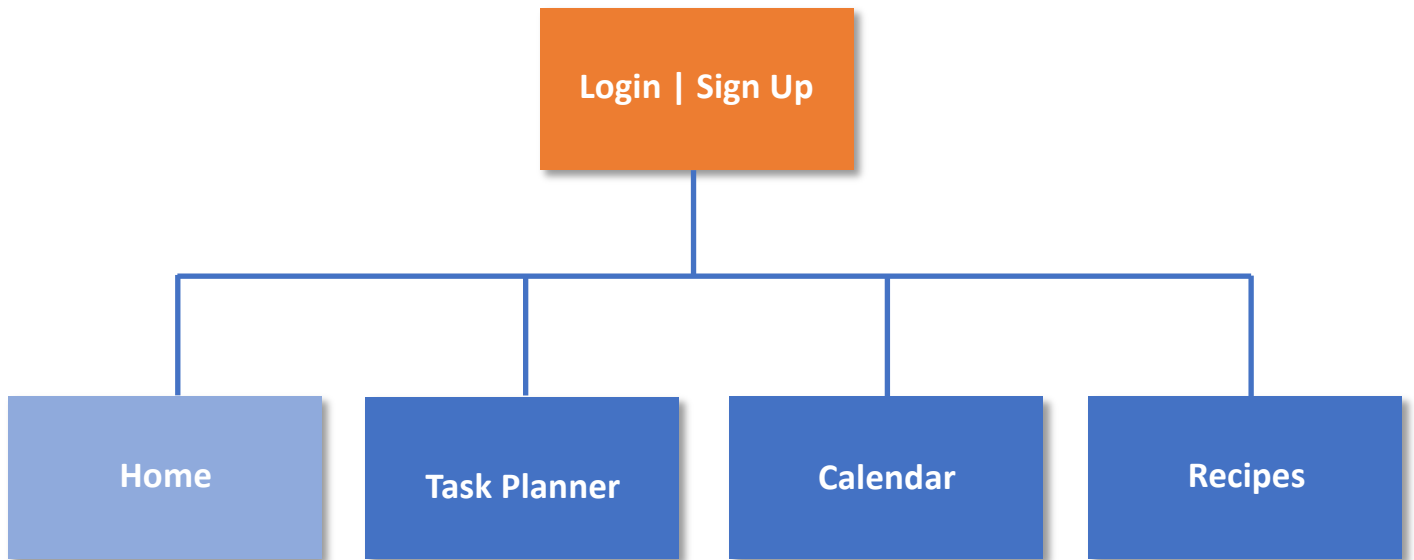 Login | Sign Up
Home
Task Planner
Calendar
Recipes